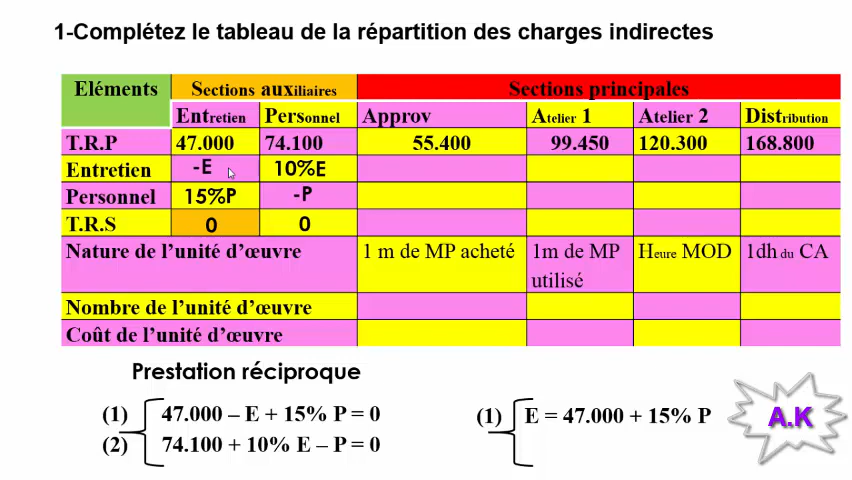 1-Complétez le tableau de la répartition des charges indirectes
Eléments Sections auxiliaires Sections principales
Entretien Personnel Approv Atelier 1 Atelier 2 Distribution
T.R.P 47.000 74.100 55.400 99.450 120.300 168.800
Entretien -E 10%E
Personnel 15%P -P
T.R.S 0 0
Nature de l’unité d’œuvre 1 m de MP acheté 1m de MP Heure MOD 1dh du CA
utilisé
Nombre de l’unité d’œuvre
Coût de l’unité d’œuvre
Prestation réciproque
(1) 47.000 – E + 15% P = 0 (1) E = 47.000 + 15% P
(2) 74.100 + 10% E – P = 0
A.K